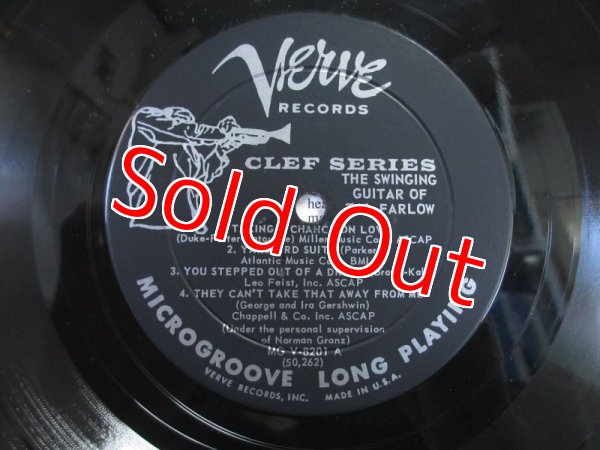 Verve
RECORDS
CLEF SERIES
THE SWINGING
GUITAR OF
FARLOW
Sold Out
ON
(Duke- Miller Music ASCAP
2. SUITE (Parker
Atlantic Music BMI
3. YOU STEPPED OUT OF A
Leo Feist, Inc. ASCAP
4. THEY CAN'T TAKE THAT AWAY FROM ME
(George and Ira Gershwin)
Chappell & Co. Inc. ASCAP
(Under the personal supervision
of Norman Granz)
MG V-8201 A
(50,262)
MICROGROOVE LONG PLAYING
VERVE RECORDS, INC. MADE IN U.S.A.